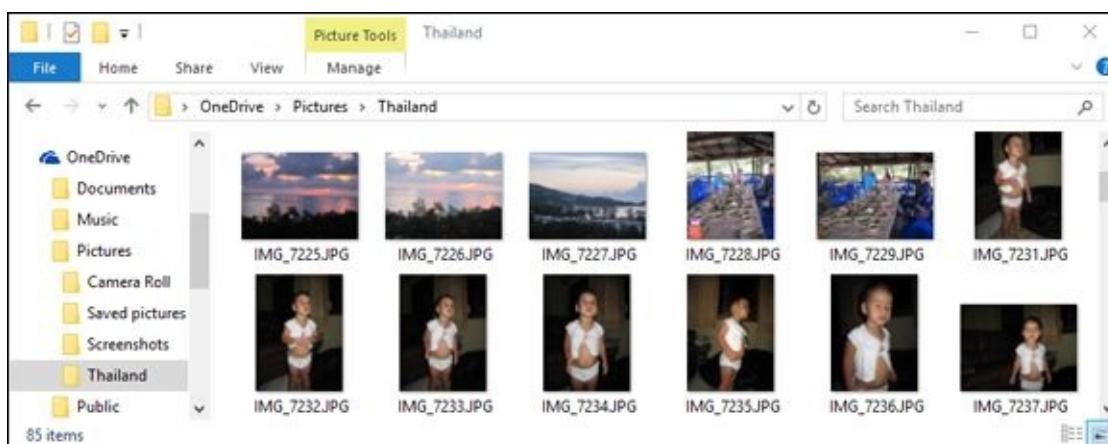 Picture Tools
Thailand
File
Home
Share
View
Manage
OneDrive
Pictures
Thailand
Search Thailand
OneDrive
Documents
Music
Pictures
Camera Roll
Saved pictures
Screenshots
Thailand
Public
IMG_7225.JPG
IMG_7226.JPG
IMG_7227.JPG
IMG_7228.JPG
IMG_7229.JPG
IMG_7231.JPG
IMG_7232.JPG
IMG_7233.JPG
IMG_7234.JPG
IMG_7235.JPG
IMG_7236.JPG
IMG_7237.JPG
85 items